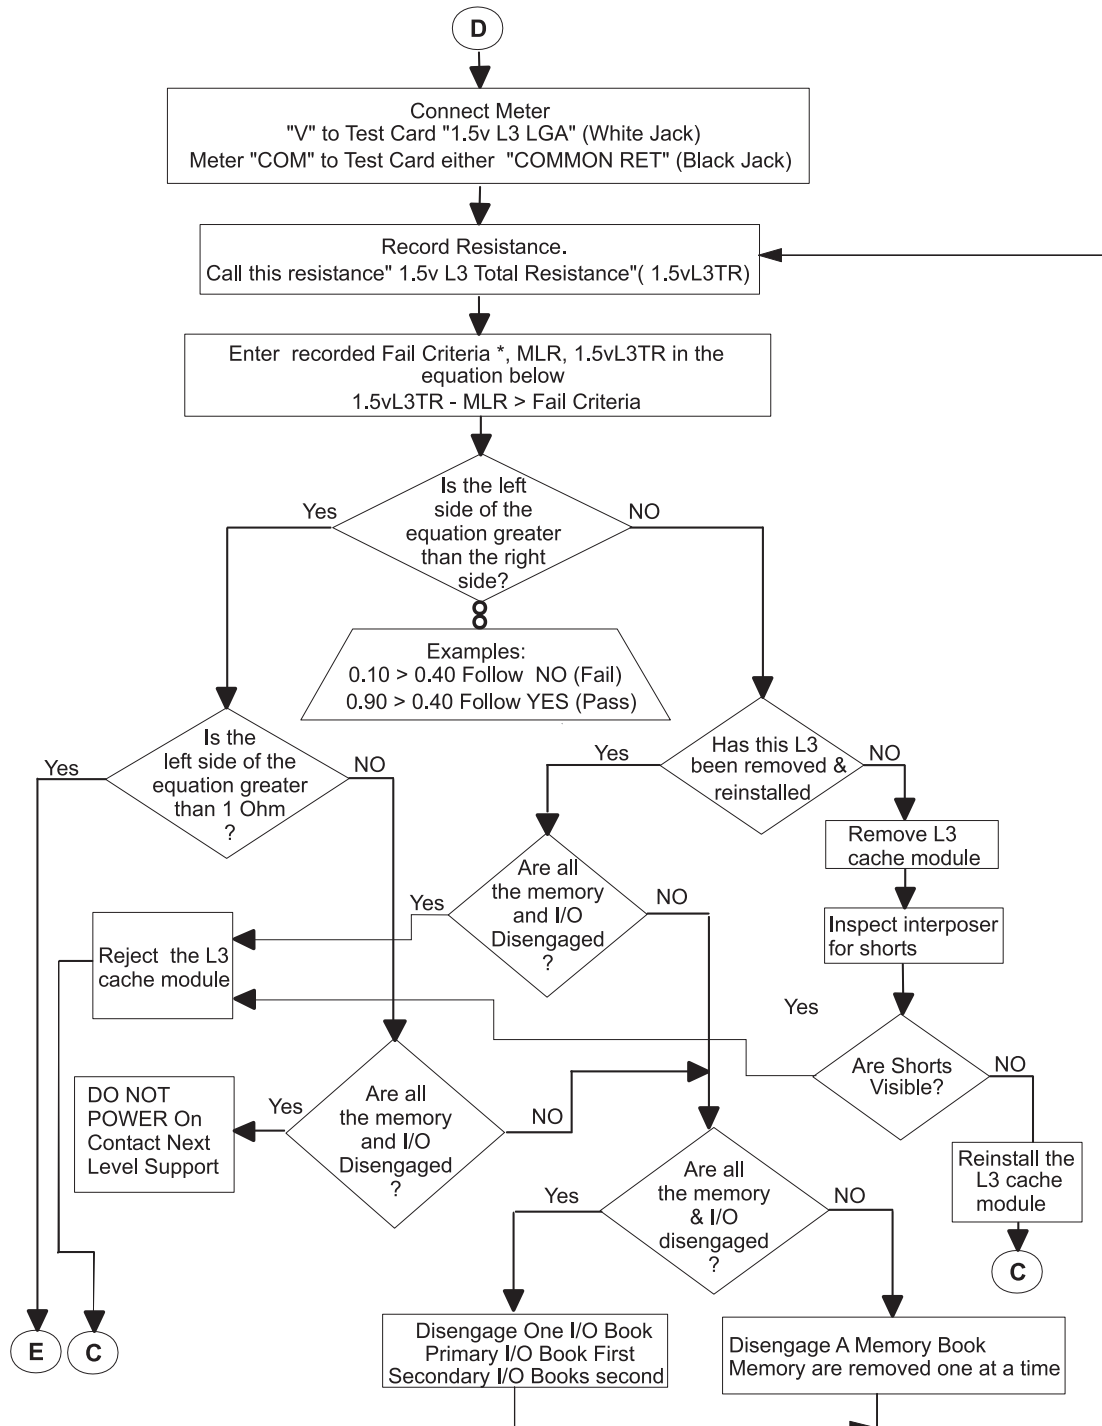 D
Connect Meter
"V" to Test Card "1.5v L3 LGA" (White Jack)
Meter "COM" to Test Card either "COMMON RET" (Black Jack)
Record Resistance.
Call this resistance" 1.5v L3 Total Resistance"( 1.5vL3TR)
Enter recorded Fail Criteria *, MLR, 1.5vL3TR in the
equation below
1.5vL3TR - MLR > Fail Criteria
Is the left
side of the
equation greater
than the right
side?
Yes
NO
Examples:
0.10 > 0.40 Follow NO (Fail)
0.90 > 0.40 Follow YES (Pass)
Is the
left side of the
equation greater
than 1 Ohm
?
Yes
NO
Has this L3
been removed &
reinstalled
Yes
NO
Remove L3
cache module
Are all
the memory
and I/O
Disengaged
?
Yes
NO
Inspect interposer
for shorts
Reject the L3
cache module
Yes
Are Shorts
Visible?
NO
DO NOT
POWER On
Contact Next
Level Support
Yes
Are all
the memory
and I/O
Disengaged
?
NO
Reinstall the
L3 cache
module
Are all
the memory
& I/O
disengaged
?
Yes
NO
C
E
C
Disengage One I/O Book
Primary I/O Book First
Secondary I/O Books second
Disengage A Memory Book
Memory are removed one at a time